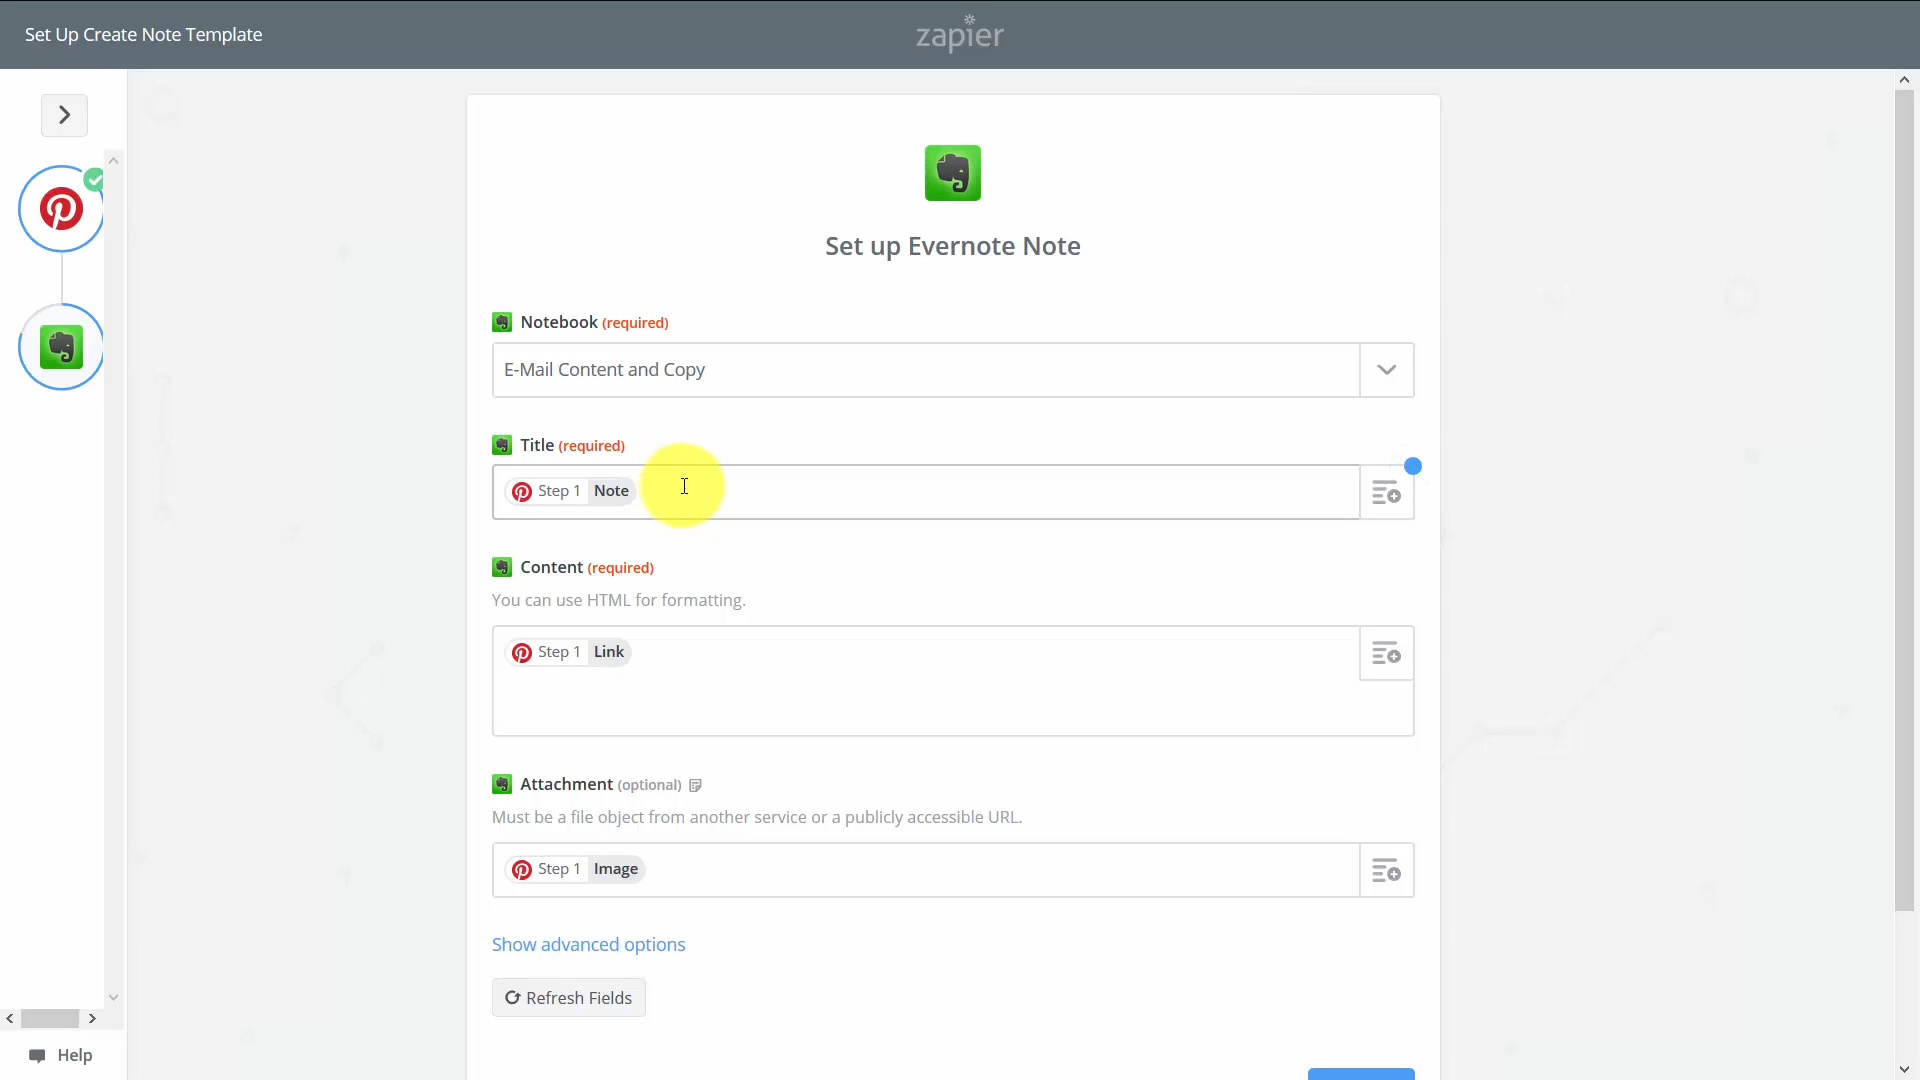 Set Up Create Note Template
zapier
Set up Evernote Note
Notebook (required)
E-Mail Content and Copy
Title (required)
Step 1 Note
Content (required)
You can use HTML for formatting.
Step 1 Link
Attachment (optional)
Must be a file object from another service or a publicly accessible URL.
Step 1 Image
Show advanced options
Refresh Fields
Help